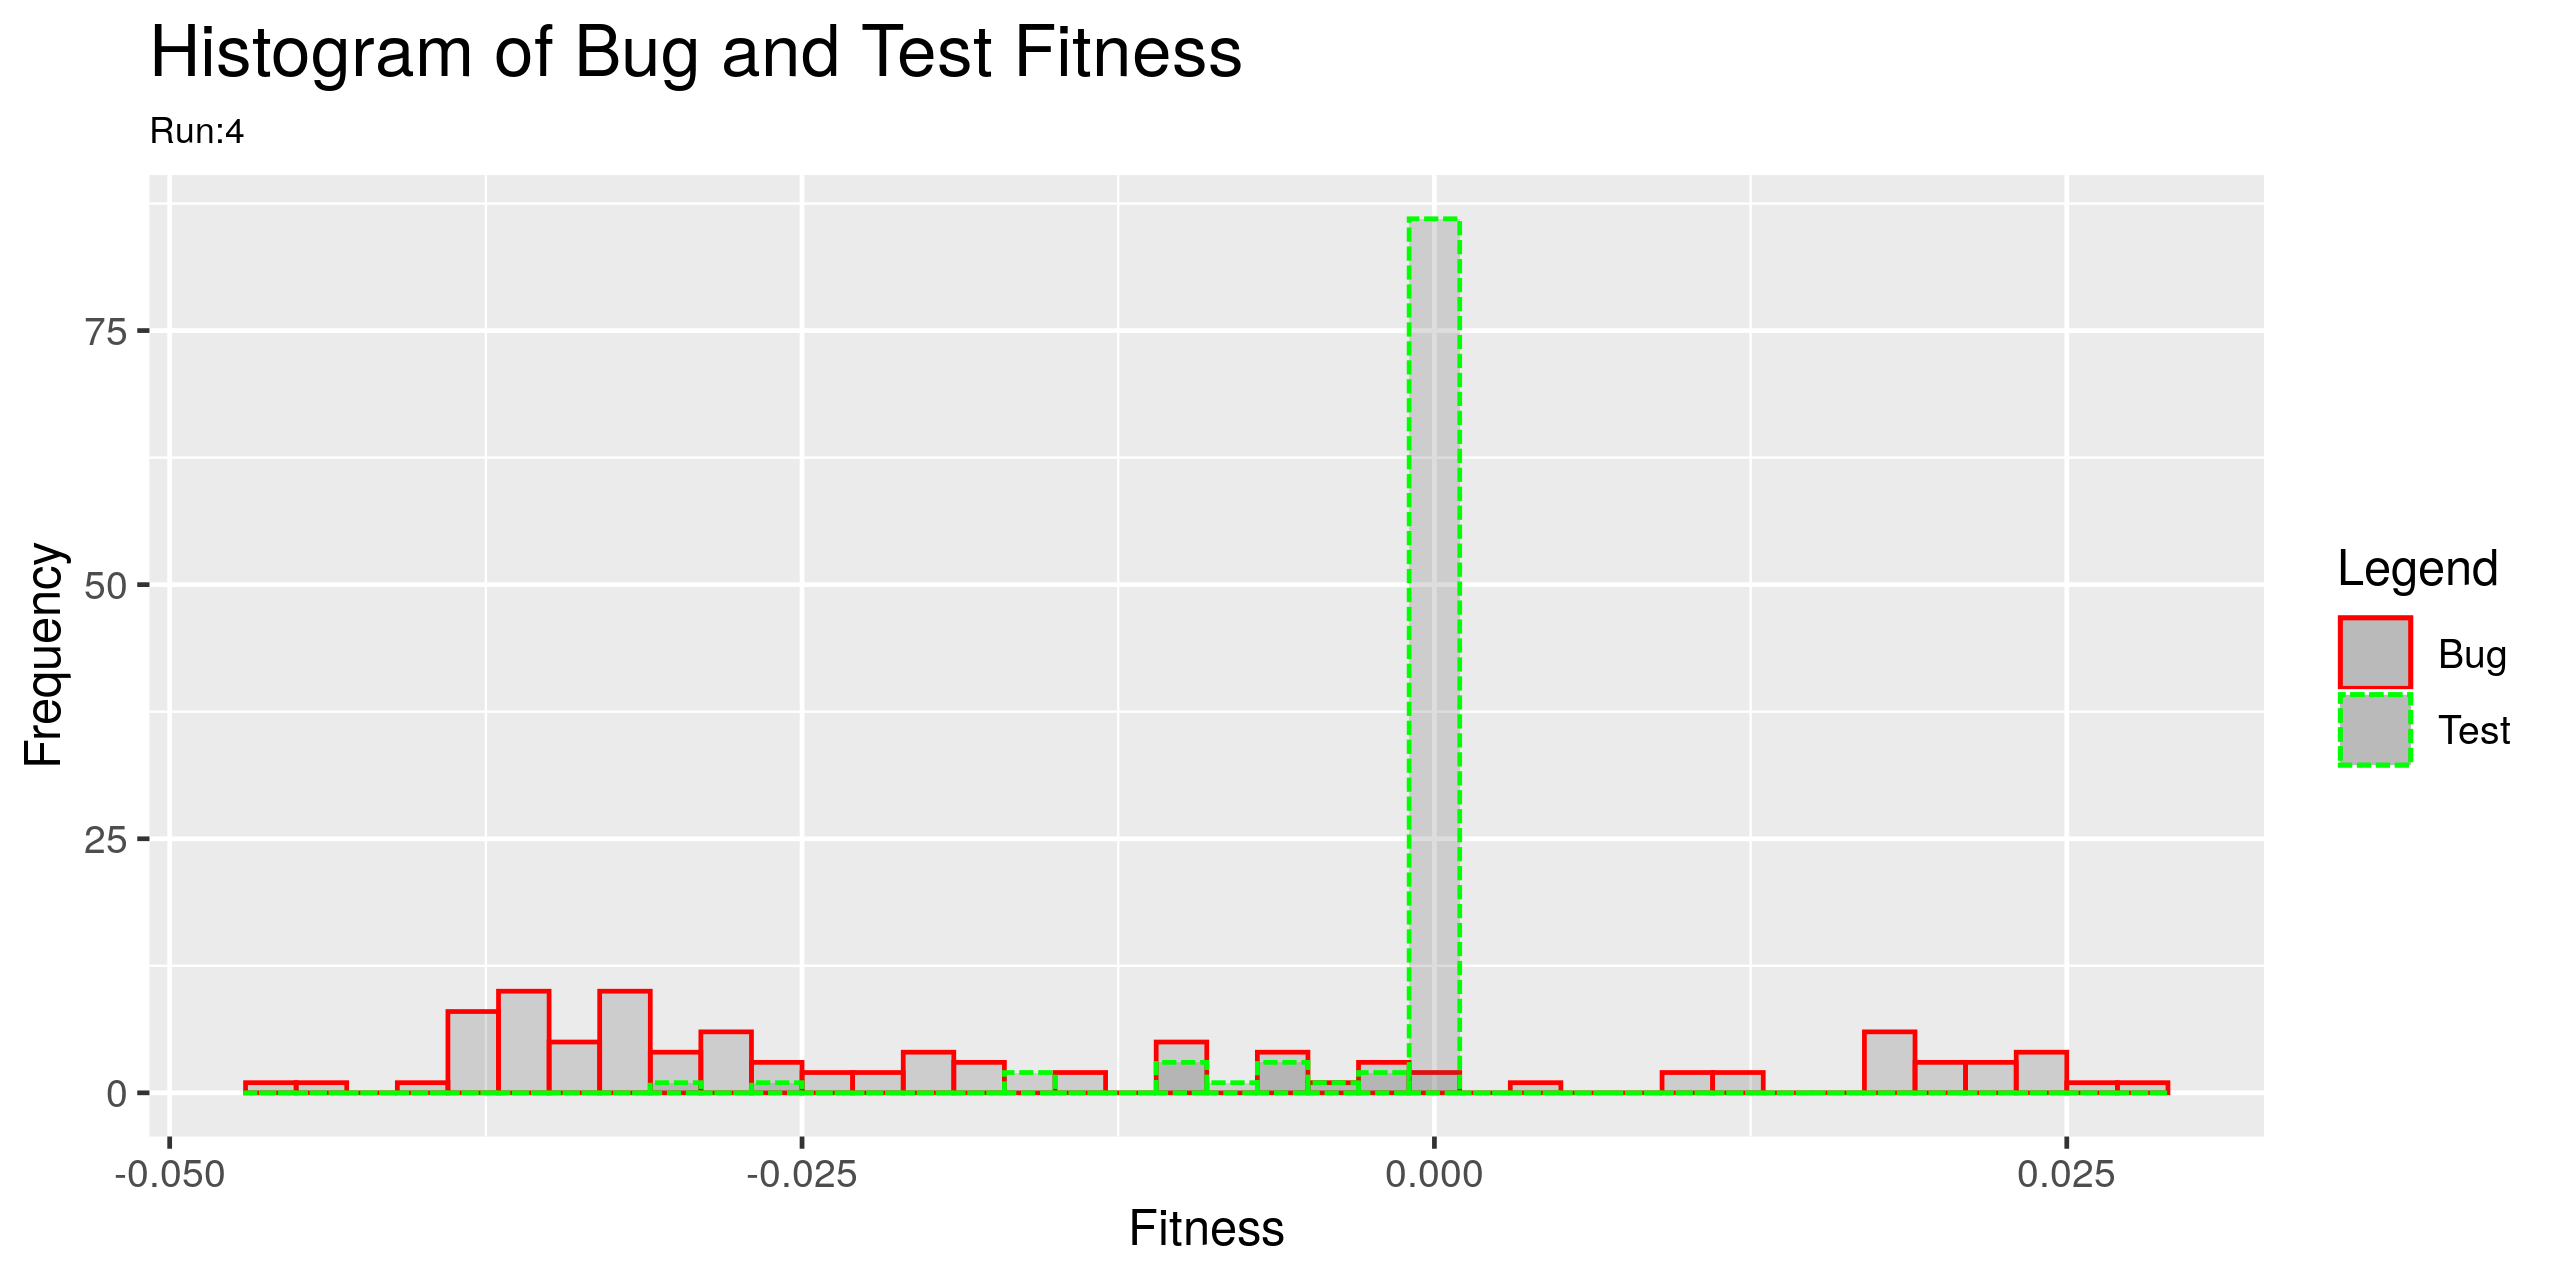 Histogram of Bug and Test Fitness
Run:4
Frequency
75
50
25
0
-0.050
-0.025
0.000
0.025
Fitness
Legend
Bug
Test